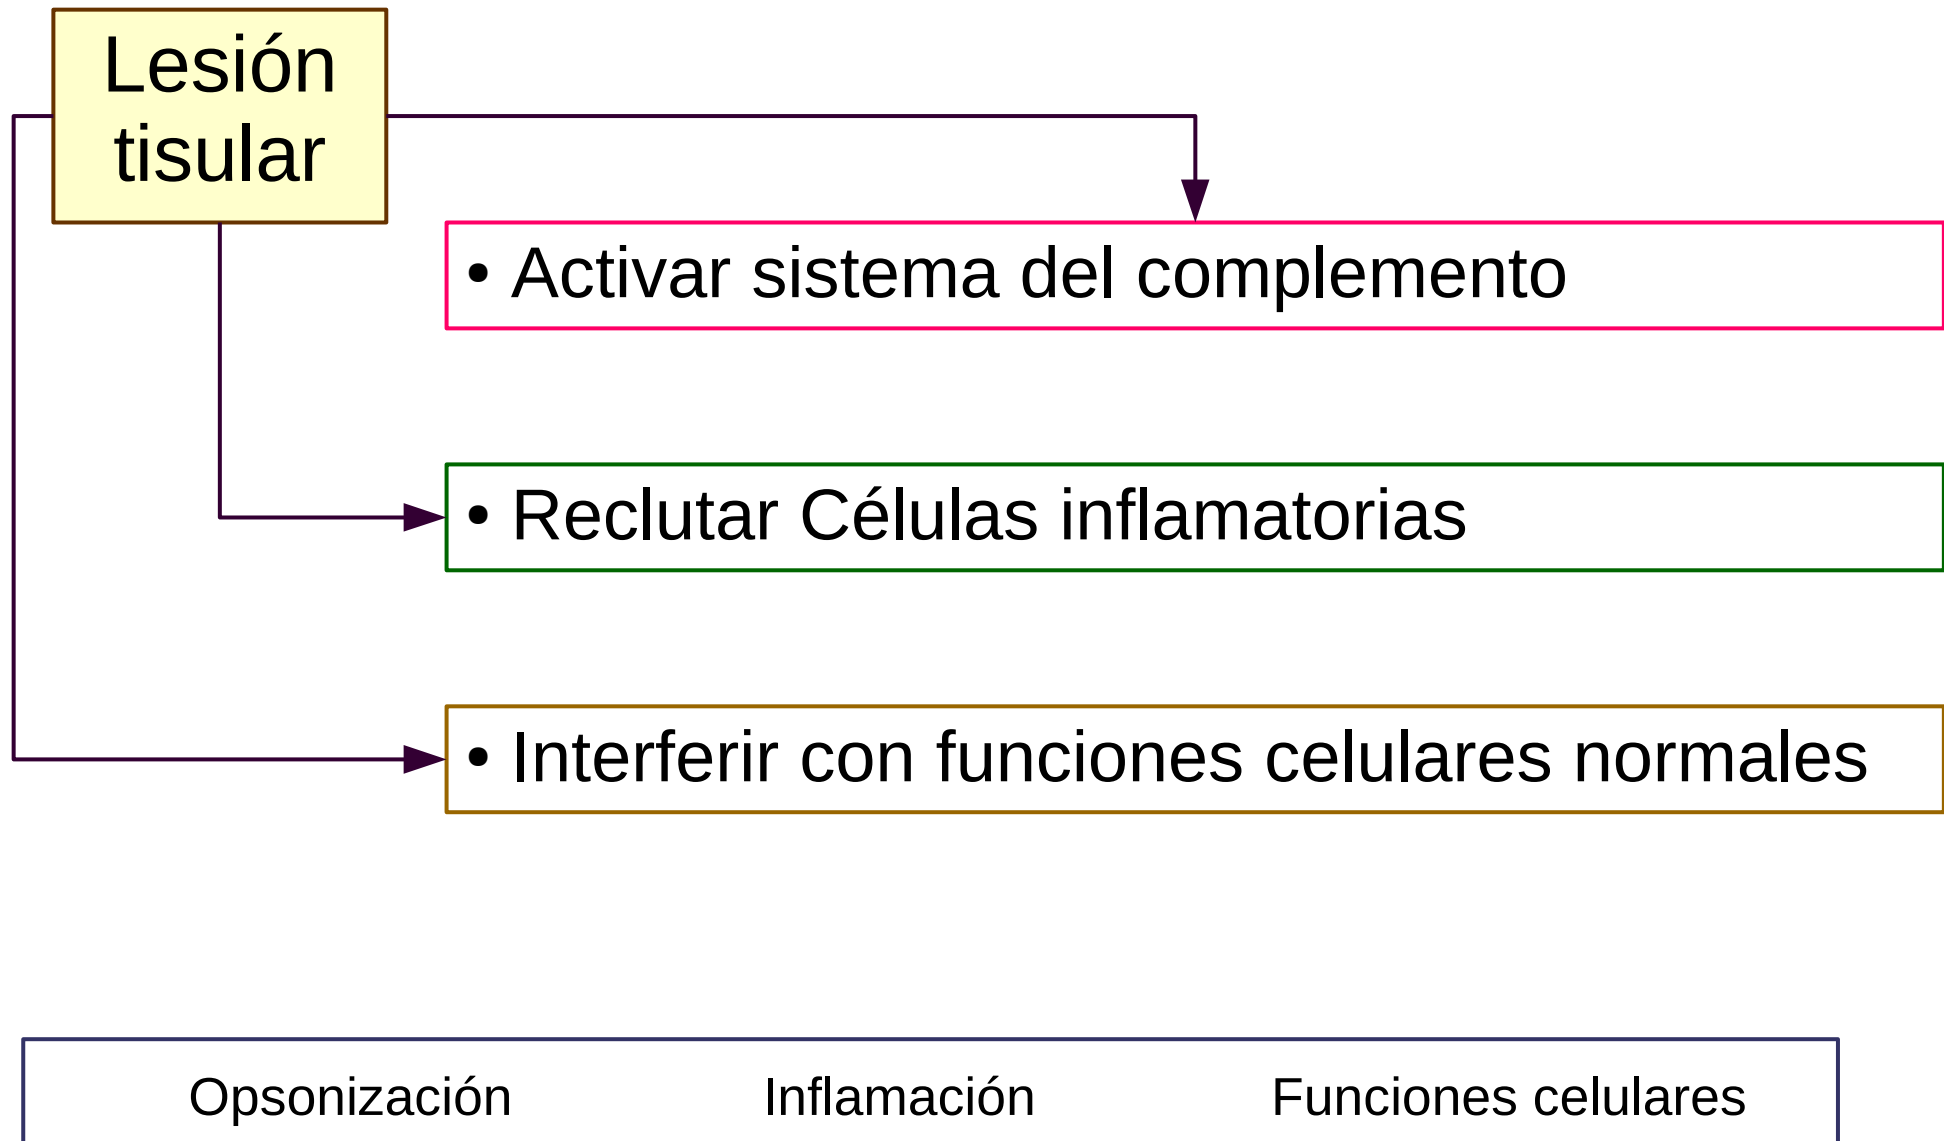 Lesión
tisular
• Activar sistema del complemento
• Reclutar Células inflamatorias
• Interferir con funciones celulares normales
Opsonización Inflamación Funciones celulares